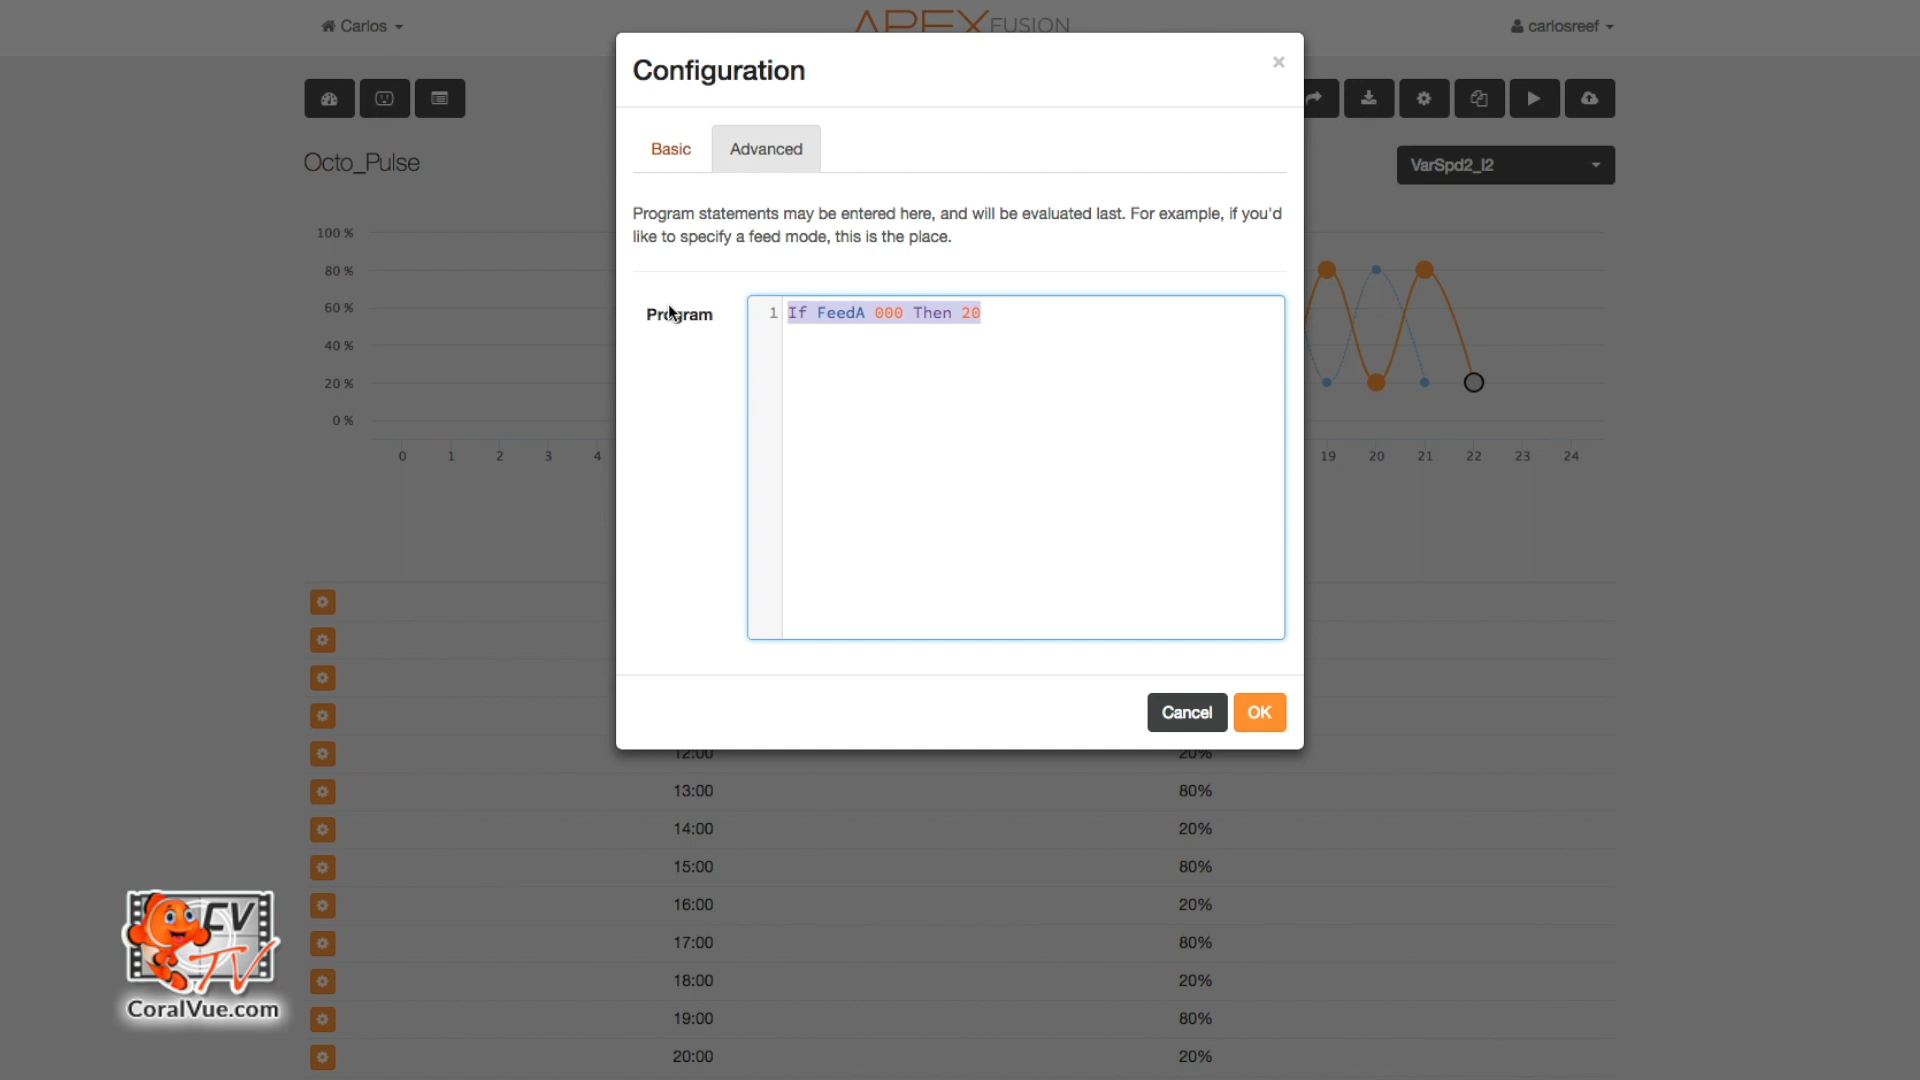 Carlos
APEX FUSION
carlosreef
Configuration
×
Basic
Advanced
Octo_Pulse
VarSpd2_I2
Program statements may be entered here, and will be evaluated last. For example, if you'd
like to specify a feed mode, this is the place.
100 %
80 %
60 %
40 %
20 %
0 %
Program
1
If FeedA 000 Then 20
0 1 2 3 4 19 20 21 22 23 24
Cancel
OK
12:00 20%
13:00 80%
14:00 20%
15:00 80%
16:00 20%
17:00 80%
18:00 20%
19:00 80%
20:00 20%
CV
TV
CoralVue.com